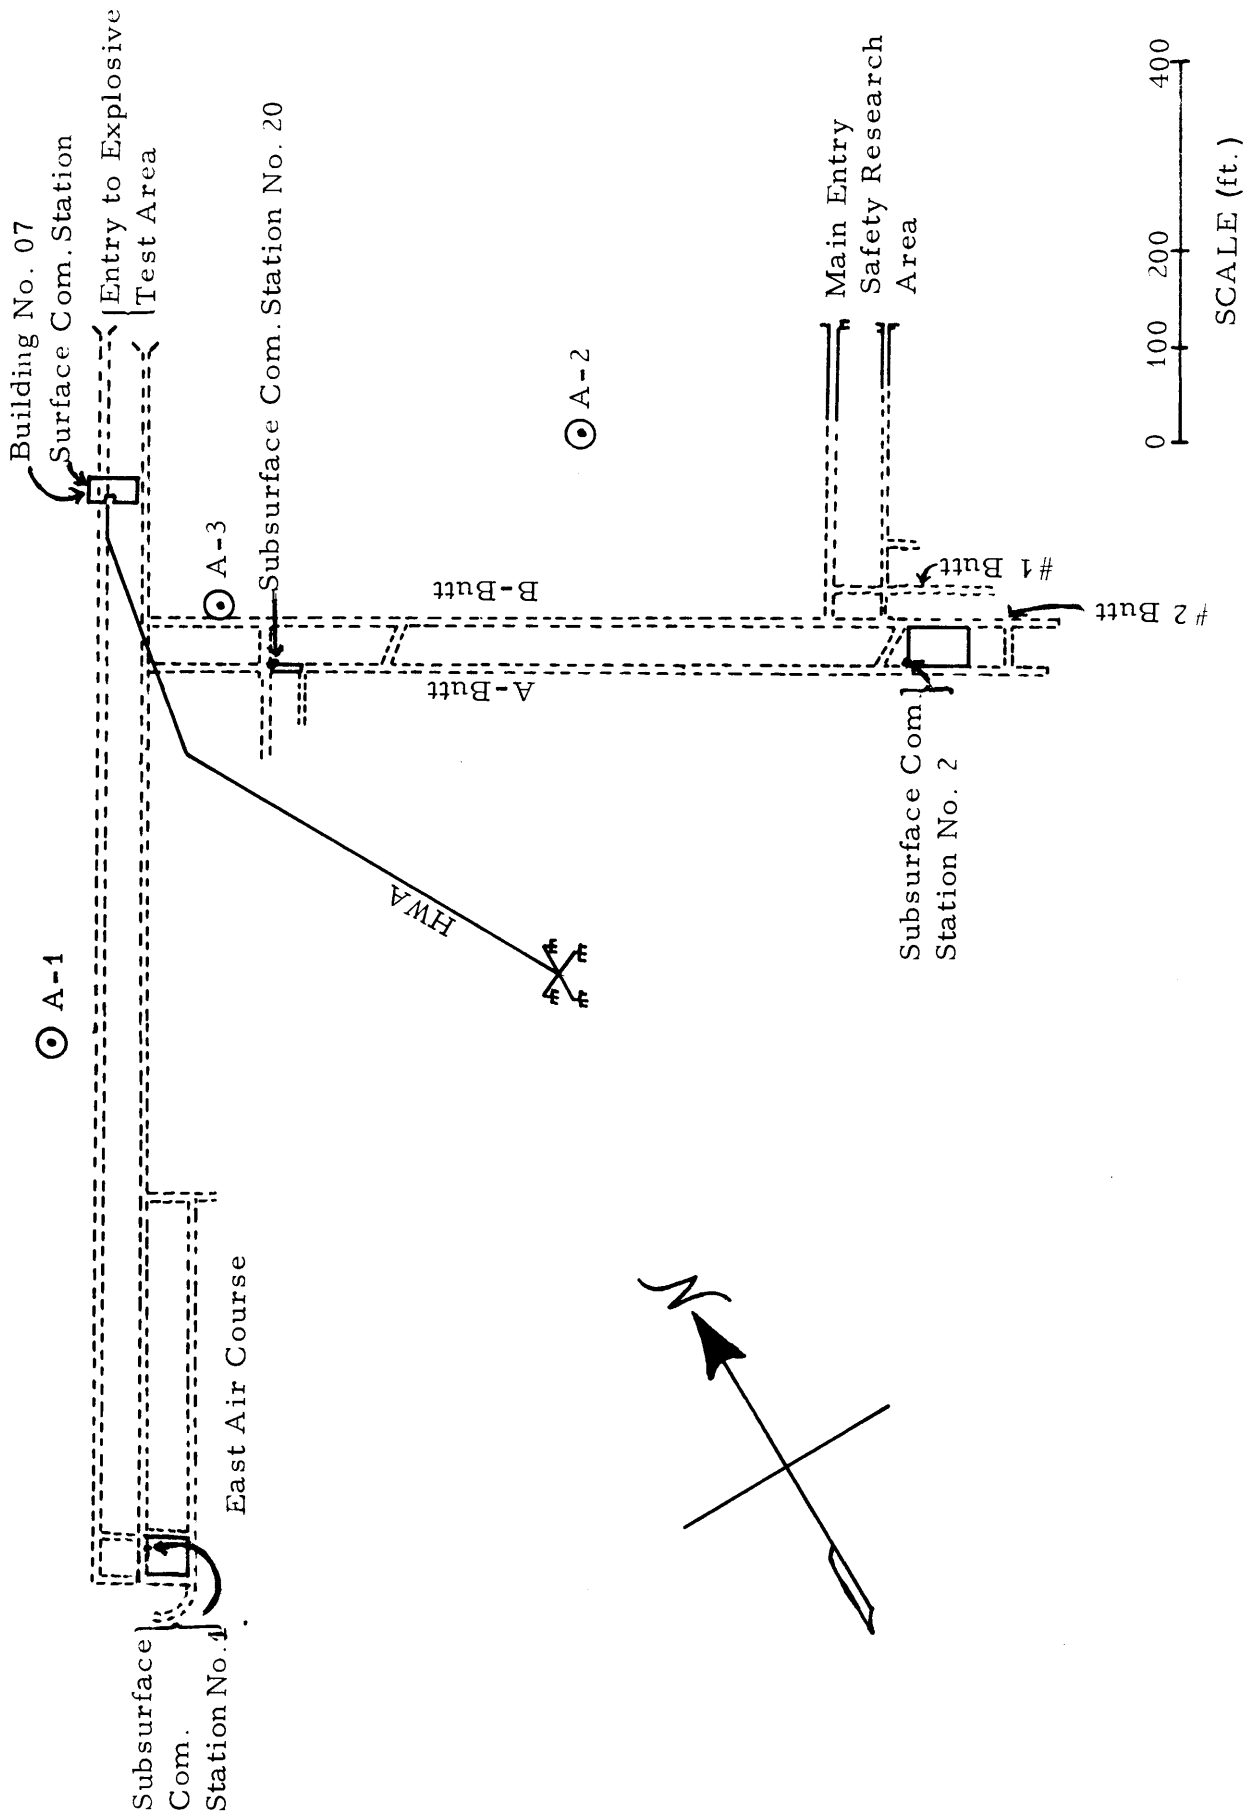 Building No. 07
Surface Com. Station
Entry to Explosive
Test Area
Subsurface Com. Station No. 20
A-1
A-2
A-3
Main Entry
Safety Research
Area
B-Butt
A-Butt
#1 Butt
#2 Butt
HWA
Subsurface Com.
Station No. 2
East Air Course
Subsurface
Com.
Station No. 1
N
0 100 200 400
SCALE (ft.)